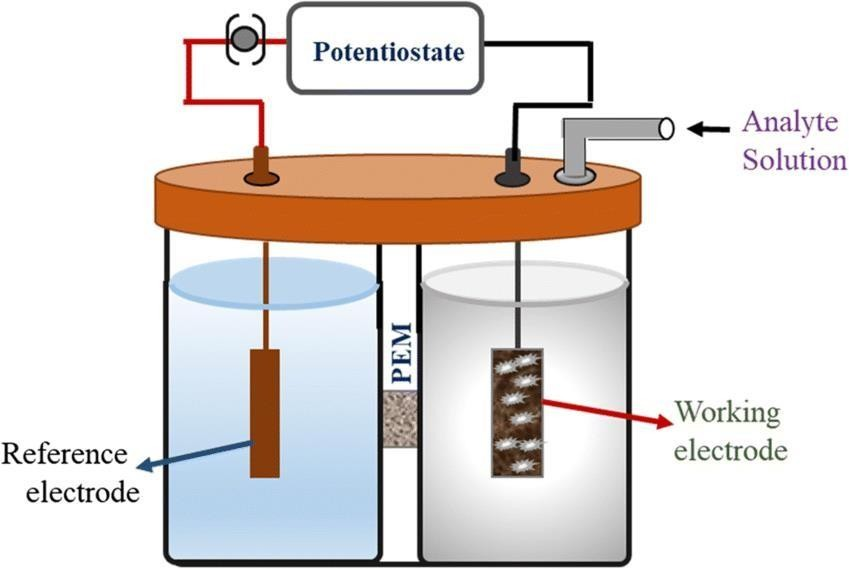 Potentiostate
Analyte
Solution
PEM
Working
electrode
Reference
electrode